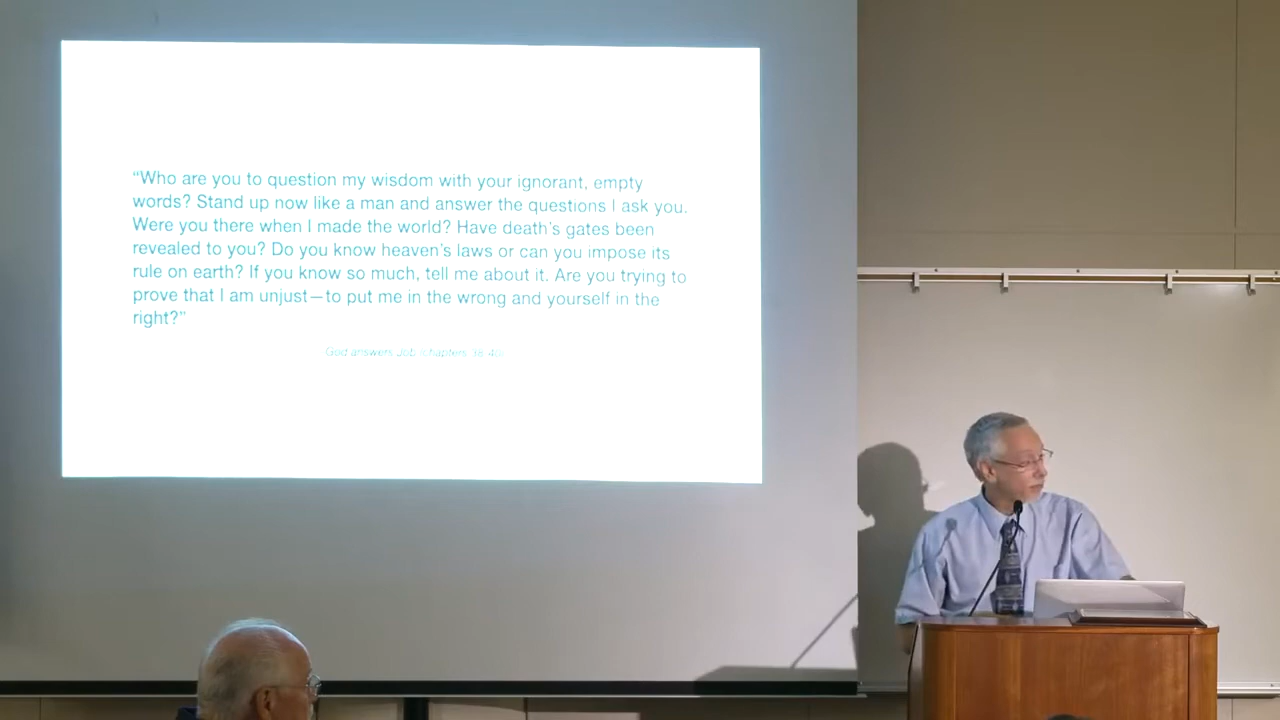 “Who are you to question my wisdom with your ignorant, empty
words? Stand up now like a man and answer the questions I ask you.
Were you there when I made the world? Have death’s gates been
revealed to you? Do you know heaven’s laws or can you impose its
rule on earth? If you know so much, tell me about it. Are you trying to
prove that I am unjust—to put me in the wrong and yourself in the
right?”
God answers Job (chapters 38-40)